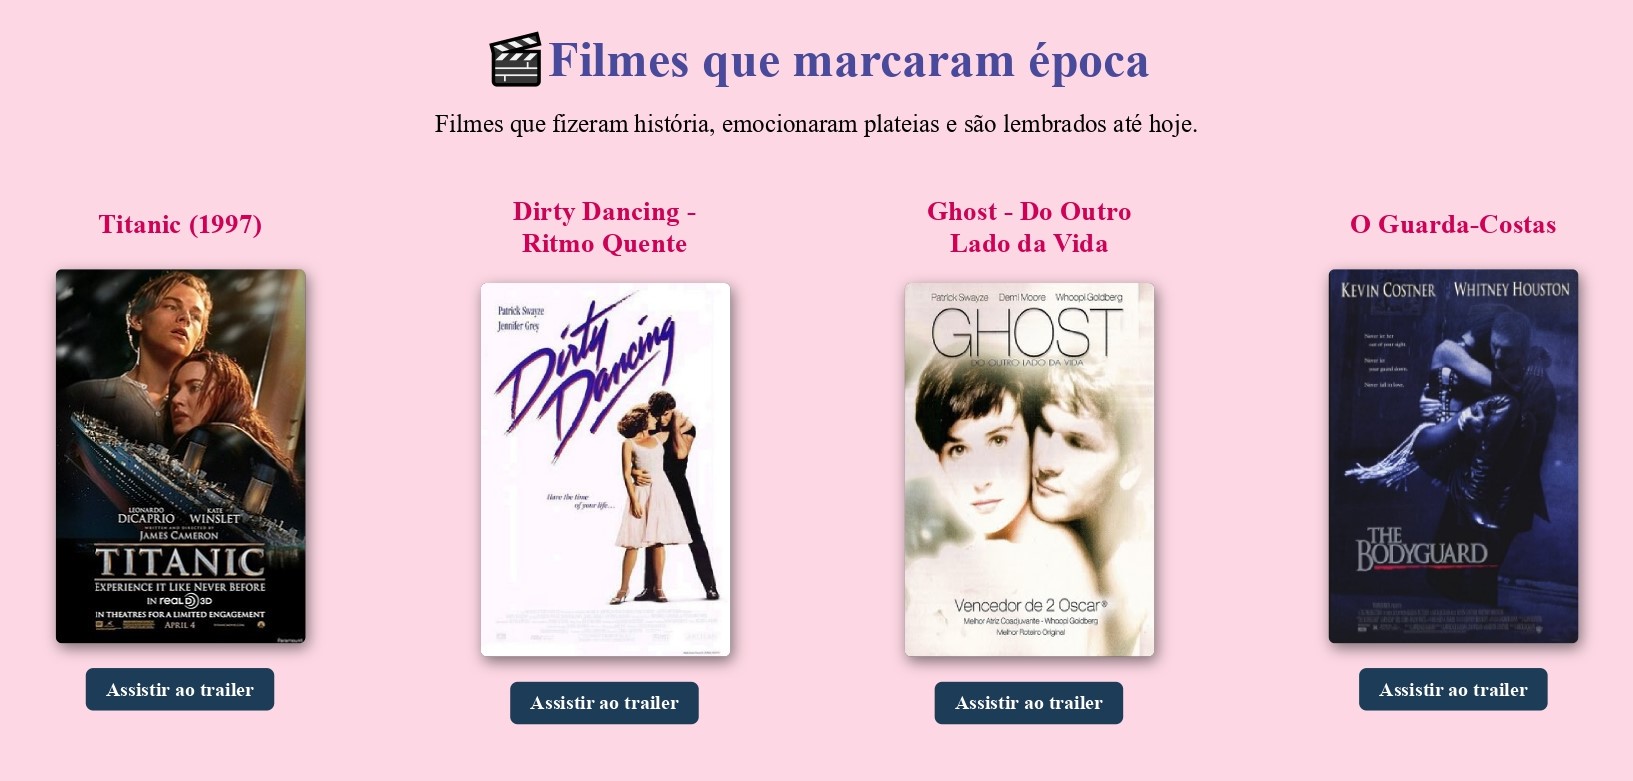 Filmes que marcaram época
Filmes que fizeram história, emocionaram plateias e são lembrados até hoje.
Titanic (1997)
LEONARDO DICAPRIO
KATE WINSLET
WRITTEN AND DIRECTED BY
JAMES CAMERON
TITANIC
EXPERIENCE IT LIKE NEVER BEFORE
IN REAL D 3D
IN THEATRES FOR A LIMITED ENGAGEMENT
APRIL 4
Paramount
Assistir ao trailer
Dirty Dancing -
Ritmo Quente
Patrick Swayze
Jennifer Grey
Dirty
Dancing
Have the time
of your life...
Assistir ao trailer
Ghost - Do Outro
Lado da Vida
Patrick Swayze Demi Moore Whoopi Goldberg
GHOST
DO OUTRO LADO DA VIDA
Vencedor de 2 Oscar®
Melhor Atriz Coadjuvante - Whoopi Goldberg
Melhor Roteiro Original
Assistir ao trailer
O Guarda-Costas
KEVIN COSTNER WHITNEY HOUSTON
Never let her
out of your sight.
Never let
your guard down.
Never fall in love.
THE
BODYGUARD
Assistir ao trailer